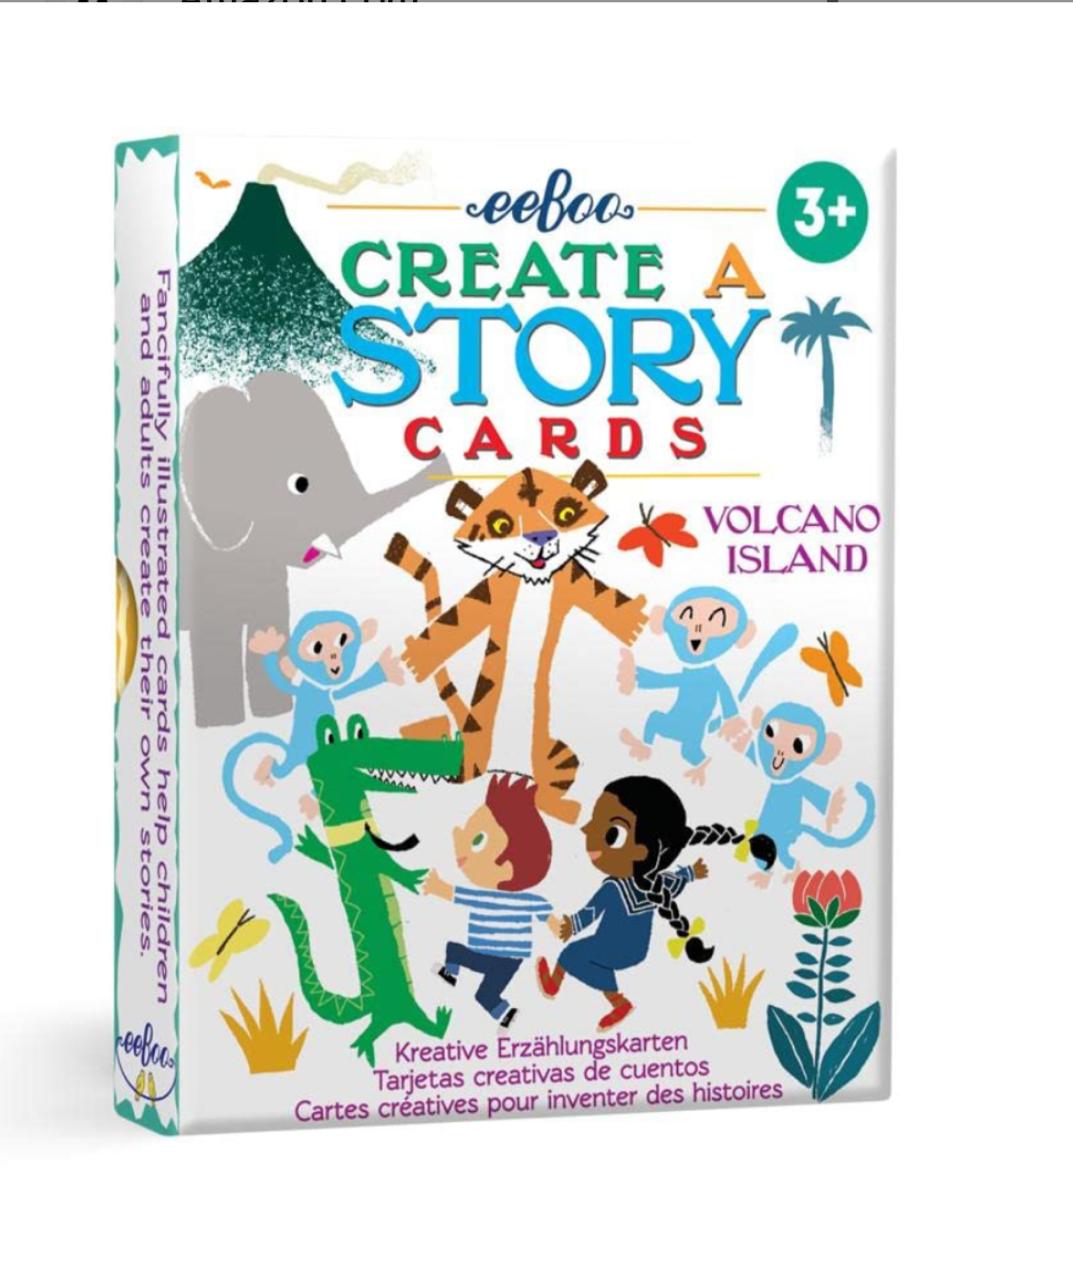 eeboo
3+
CREATE A
STORY
CARDS
VOLCANO
ISLAND
Kreative Erzählungskarten
Tarjetas creativas de cuentos
Cartes créatives pour inventer des histoires
Fancifully illustrated cards help children
and adults create their own stories.
eeboo